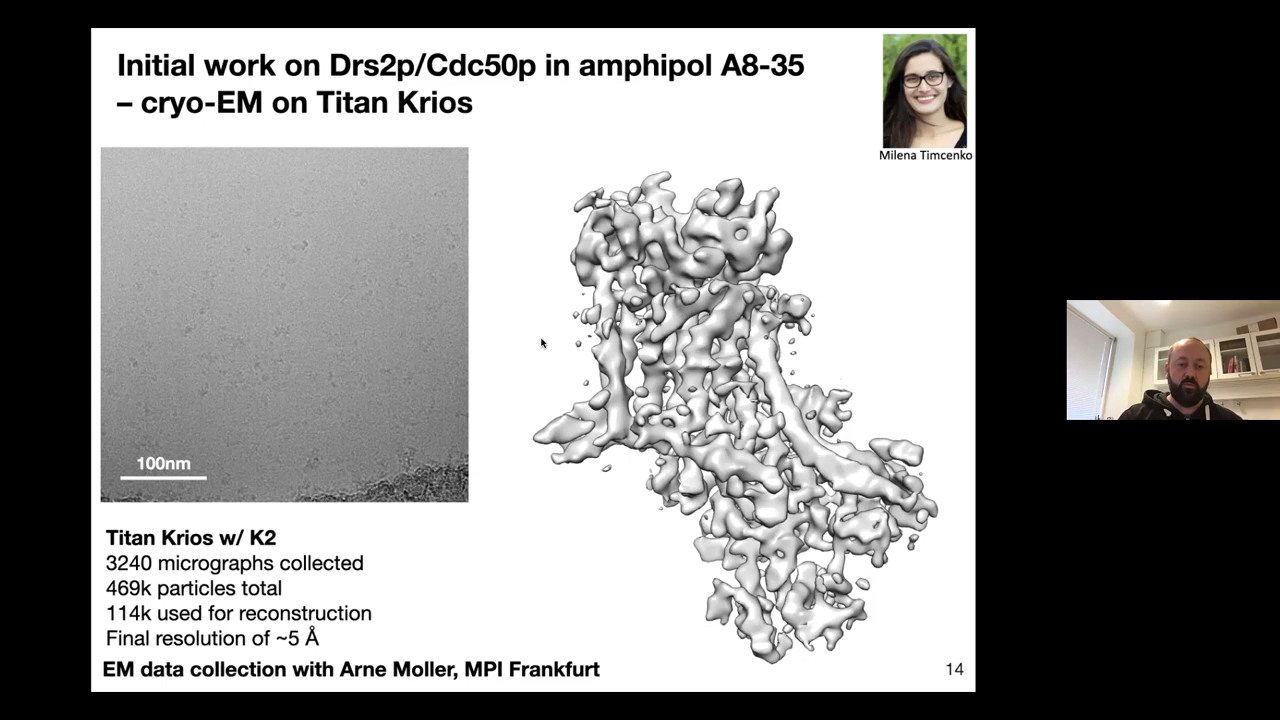 Initial work on Drs2p/Cdc50p in amphipol A8-35
– cryo-EM on Titan Krios
Milena Timcenko
100nm
Titan Krios w/ K2
3240 micrographs collected
469k particles total
114k used for reconstruction
Final resolution of ~5 Å
EM data collection with Arne Moller, MPI Frankfurt
14